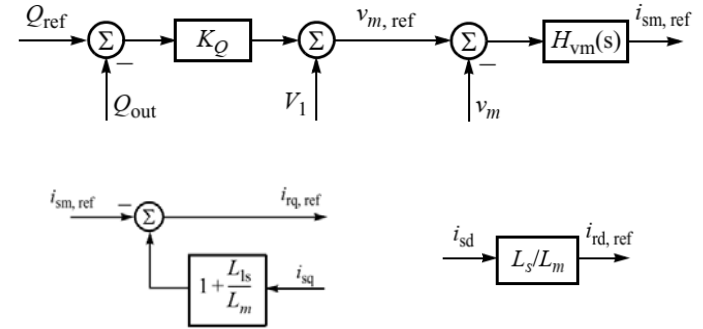 Q_ref K_Q v_m, ref i_sm, ref
Σ Σ Σ H_vm(s)
− −
Q_out V_1 v_m
i_sm, ref − Σ i_rq, ref
i_sd L_s/L_m i_rd, ref
1 + L_ls/L_m i_sq